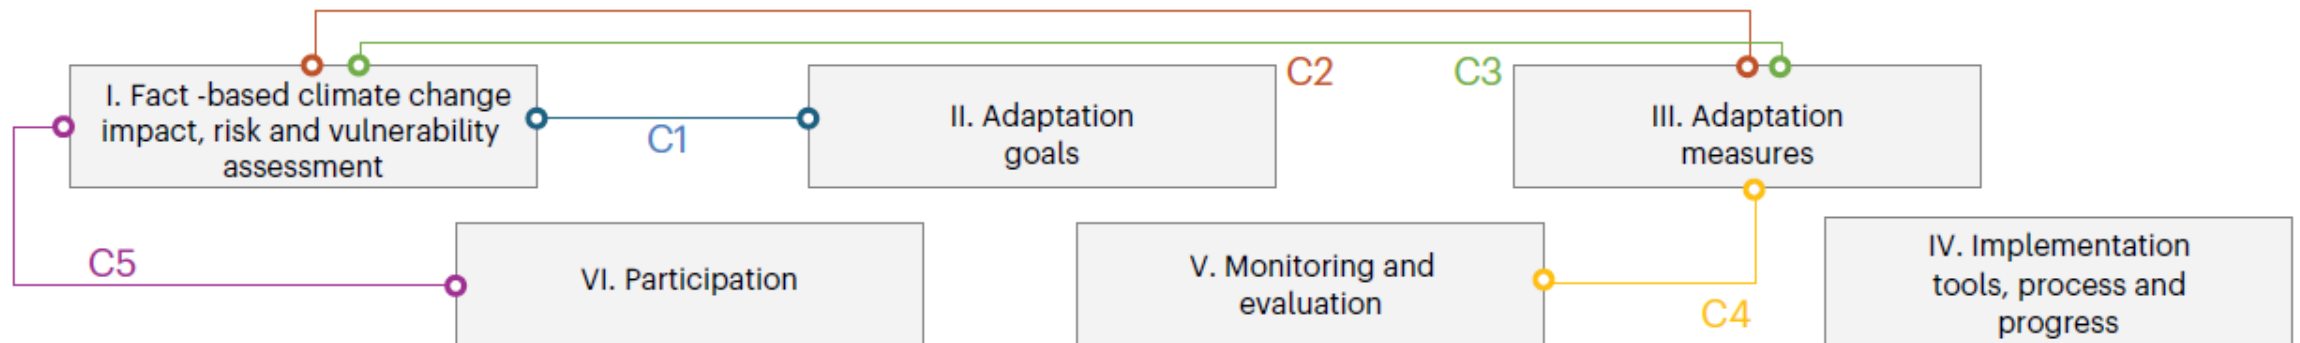 C2
C3
I. Fact -based climate change
impact, risk and vulnerability
assessment
C1
II. Adaptation
goals
III. Adaptation
measures
C5
VI. Participation
V. Monitoring and
evaluation
C4
IV. Implementation
tools, process and
progress